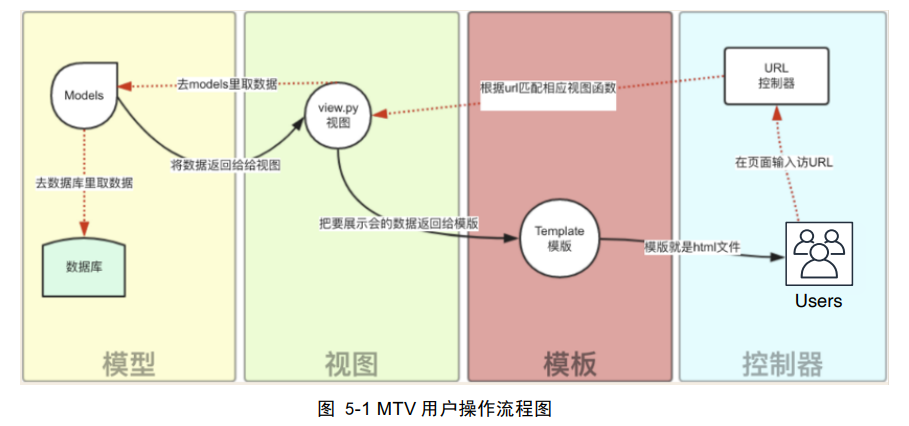 Models
去models里取数据
view.py
视图
根据url匹配相应视图函数
URL
控制器
将数据返回给给视图
在页面输入访URL
去数据库里取数据
把要展示会的数据返回给模版
Template
模版
模版就是html文件
数据库
Users
模型
视图
模板
控制器
图 5-1 MTV 用户操作流程图